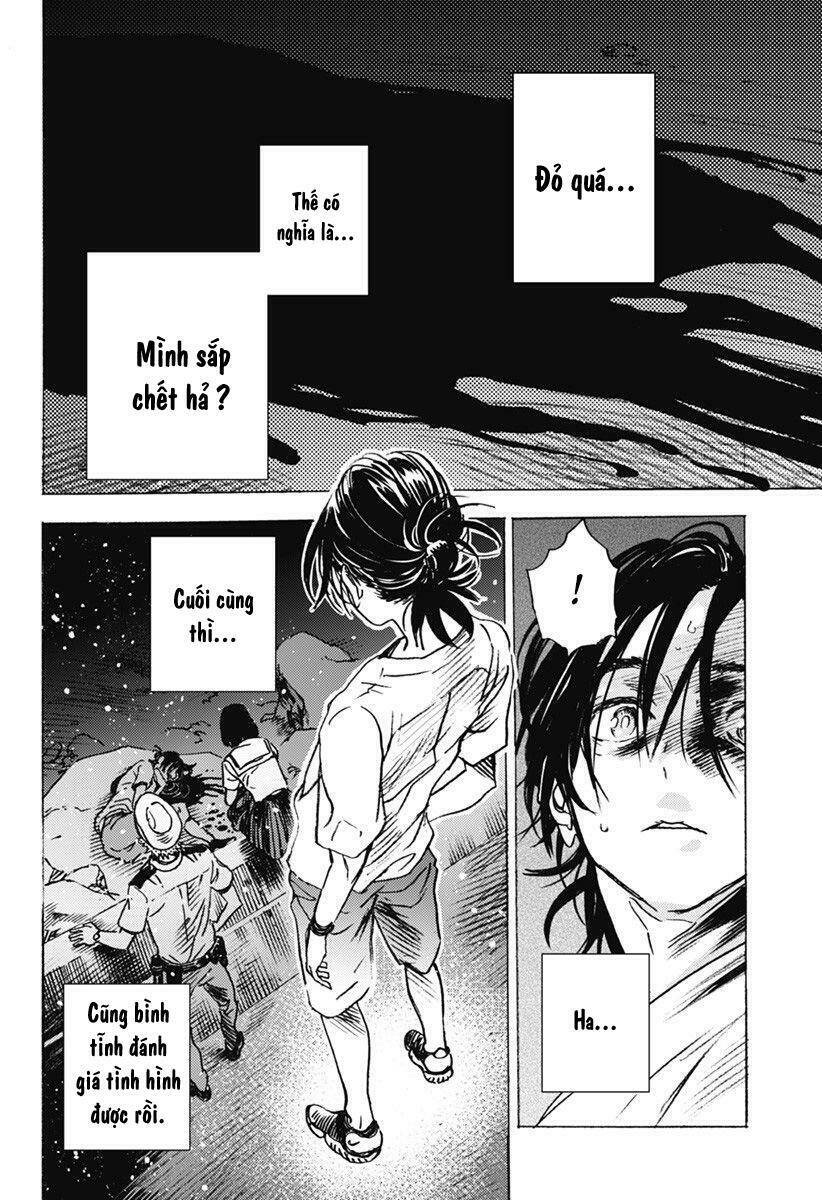 Đỏ quá...
Thế có
nghĩa là...
Mình sắp
chết hả ?
!
Ha...
Cuối cùng
thì...
Cũng bình
tĩnh đánh
giá tình hình
được rồi.